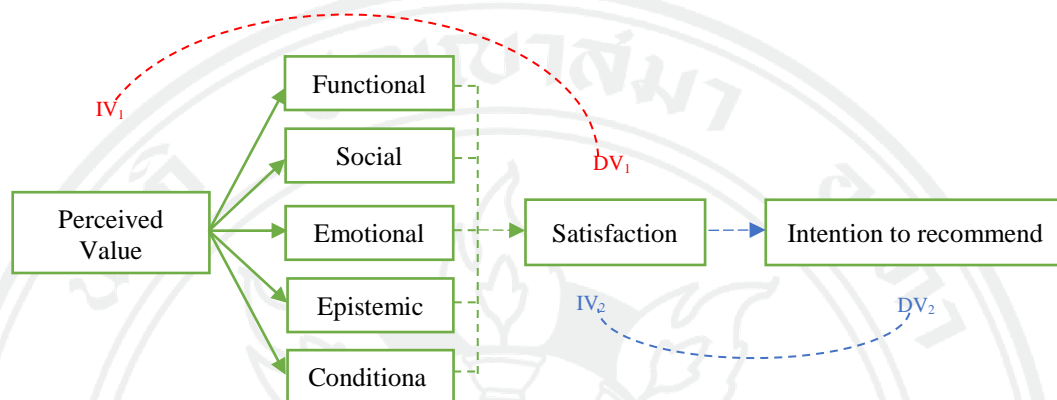 Functional
IV₁
Social
DV₁
Perceived
Value
Emotional
Satisfaction
Intention to recommend
Epistemic
IV₂
DV₂
Conditiona